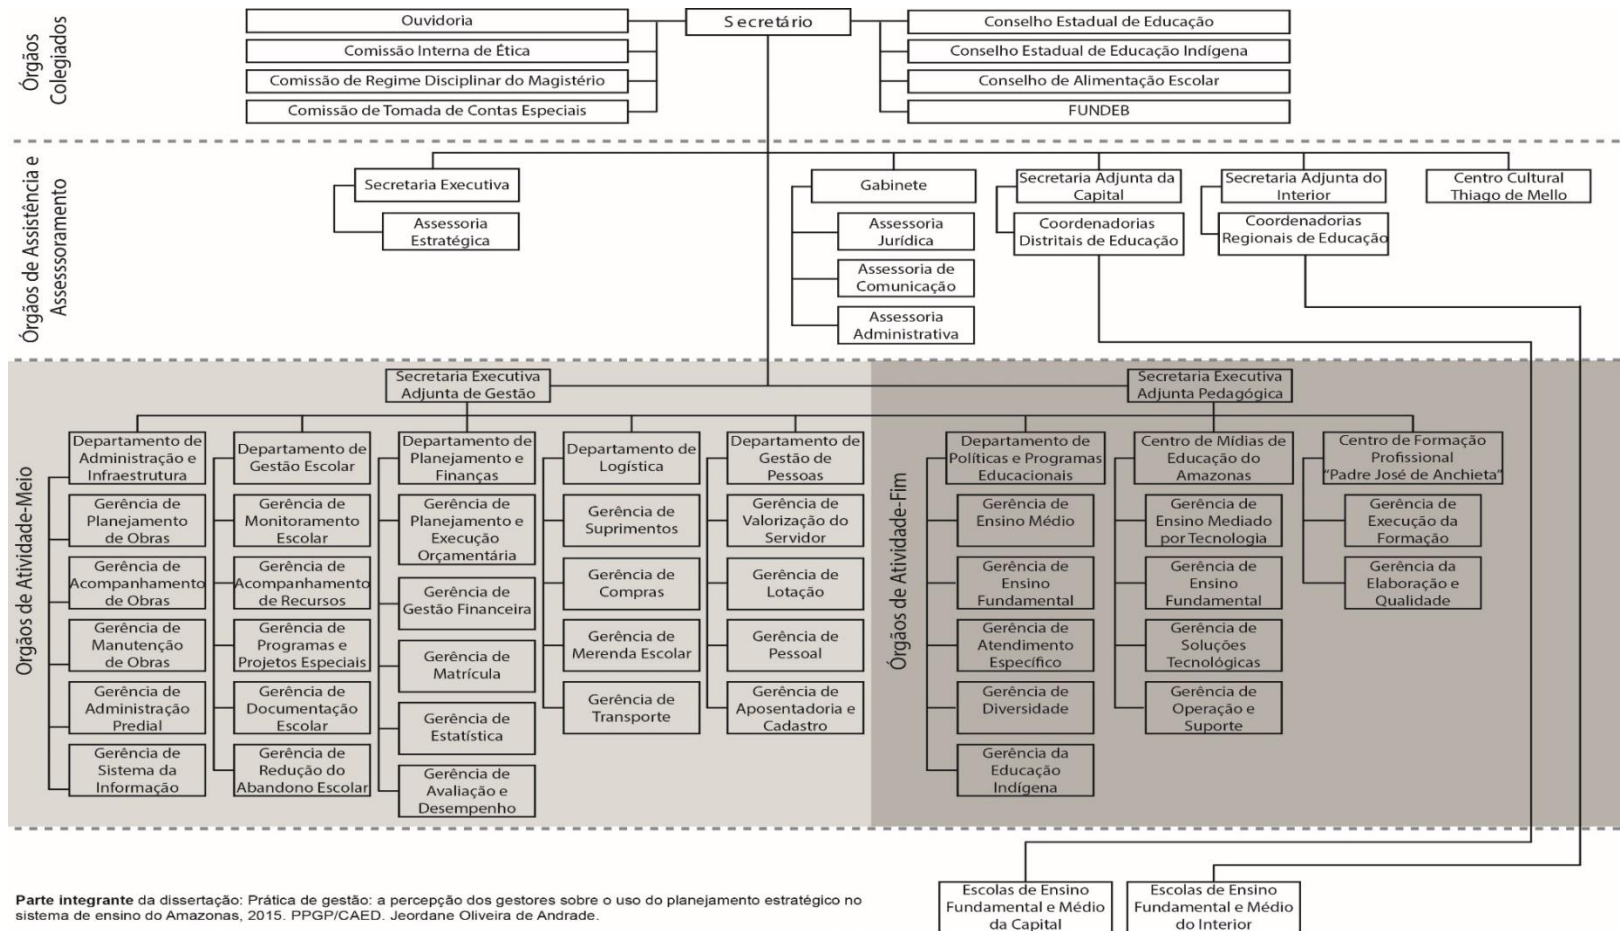 Órgãos
Colegiados
Ouvidoria
Comissão Interna de Ética
Comissão de Regime Disciplinar do Magistério
Comissão de Tomada de Contas Especiais
Secretário
Conselho Estadual de Educação
Conselho Estadual de Educação Indígena
Conselho de Alimentação Escolar
FUNDEB
Órgãos de Assistência e
Assesssoramento
Secretaria Executiva
Assessoria
Estratégica
Gabinete
Assessoria
Jurídica
Assessoria de
Comunicação
Assessoria
Administrativa
Secretaria Adjunta da
Capital
Coordenadorias
Distritais de Educação
Secretaria Adjunta do
Interior
Coordenadorias
Regionais de Educação
Centro Cultural
Thiago de Mello
Orgãos de Atividade-Meio
Secretaria Executiva
Adjunta de Gestão
Departamento de
Administração e
Infraestrutura
Gerência de
Planejamento
de Obras
Gerência de
Acompanhamento
de Obras
Gerência de
Manutenção
de Obras
Gerência de
Administração
Predial
Gerência de
Sistema da
Informação
Departamento de
Gestão Escolar
Gerência de
Monitoramento
Escolar
Gerência de
Acompanhamento
de Recursos
Gerência de
Programas e
Projetos Especiais
Gerência de
Documentação
Escolar
Gerência de
Redução do
Abandono Escolar
Departamento de
Planejamento e
Finanças
Gerência de
Planejamento e
Execução
Orçamentária
Gerência de
Gestão Financeira
Gerência de
Matrícula
Gerência de
Estatística
Gerência de
Avaliação e
Desempenho
Departamento de
Logística
Gerência de
Suprimentos
Gerência de
Compras
Gerência de
Merenda Escolar
Gerência de
Transporte
Departamento de
Gestão de
Pessoas
Gerência de
Valorização do
Servidor
Gerência de
Lotação
Gerência de
Pessoal
Gerência de
Aposentadoria e
Cadastro
Órgãos de Atividade-Fim
Secretaria Executiva
Adjunta Pedagógica
Departamento de
Políticas e Programas
Educacionais
Gerência de
Ensino Médio
Gerência de
Ensino
Fundamental
Gerência de
Atendimento
Específico
Gerência de
Diversidade
Gerência da
Educação
Indígena
Centro de Mídias de
Educação do
Amazonas
Gerência de
Ensino Mediado
por Tecnologia
Gerência de
Ensino
Fundamental
Gerência de
Soluções
Tecnológicas
Gerência de
Operação e
Suporte
Centro de Formação
Profissional
“Padre José de Anchieta”
Gerência de
Execução da
Formação
Gerência da
Elaboração e
Qualidade
Escolas de Ensino
Fundamental e Médio
da Capital
Escolas de Ensino
Fundamental e Médio
do Interior
Parte integrante da dissertação: Prática de gestão: a percepção dos gestores sobre o uso do planejamento estratégico no
sistema de ensino do Amazonas, 2015. PPGP/CAED. Jeordane Oliveira de Andrade.